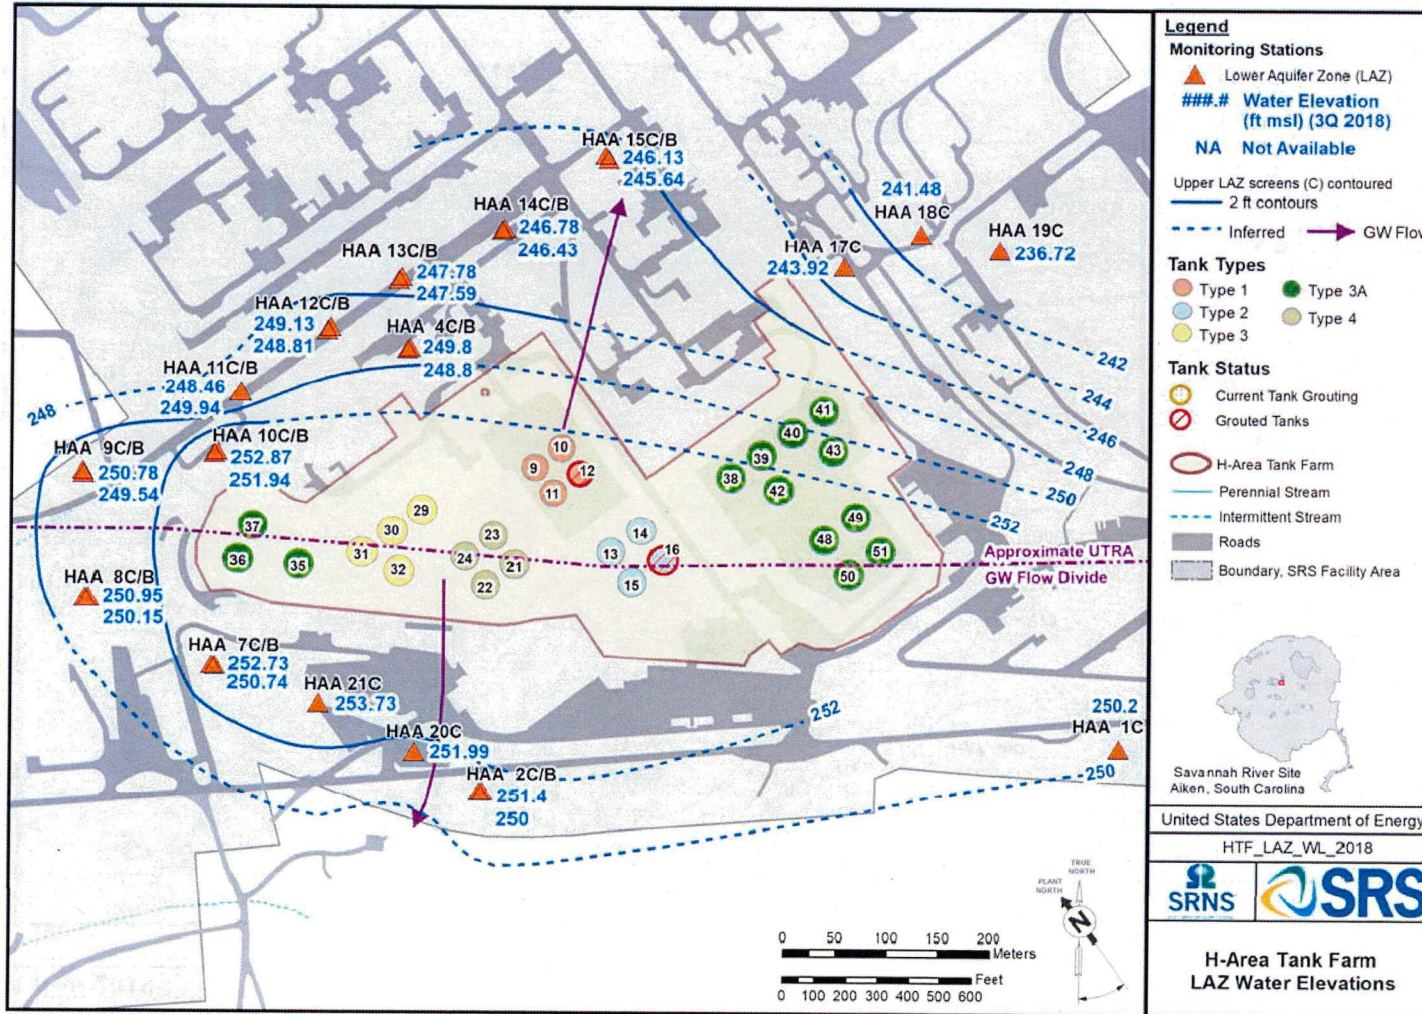 HAA 15C/B
246.13
245.64
HAA 14C/B
246.78
246.43
HAA 13C/B
247.78
247.59
HAA 12C/B
249.13
248.81
HAA 4C/B
249.8
248.8
HAA 11C/B
248.46
249.94
248
HAA 10C/B
252.87
251.94
HAA 9C/B
250.78
249.54
HAA 8C/B
250.95
250.15
HAA 7C/B
252.73
250.74
HAA 21C
253.73
HAA 20C
251.99
HAA 2C/B
251.4
250
241.48
HAA 18C
HAA 19C
236.72
HAA 17C
243.92
242
244
246
248
250
252
Approximate UTRA
GW Flow Divide
252
250.2
HAA 1C
250
10
9
12
11
41
40
43
39
38
42
49
48
51
50
37
36
35
29
30
31
32
23
24
21
22
14
13
16
15
TRUE
NORTH
PLANT
NORTH
N
0 50 100 150 200
Meters
Feet
0 100 200 300 400 500 600
Legend
Monitoring Stations
Lower Aquifer Zone (LAZ)
###.# Water Elevation
(ft msl) (3Q 2018)
NA Not Available
Upper LAZ screens (C) contoured
2 ft contours
Inferred GW Flow
Tank Types
Type 1 Type 3A
Type 2 Type 4
Type 3
Tank Status
Current Tank Grouting
Grouted Tanks
H-Area Tank Farm
Perennial Stream
Intermittent Stream
Roads
Boundary, SRS Facility Area
Savannah River Site
Aiken, South Carolina
United States Department of Energy
HTF_LAZ_WL_2018
SRNS
SRS
H-Area Tank Farm
LAZ Water Elevations